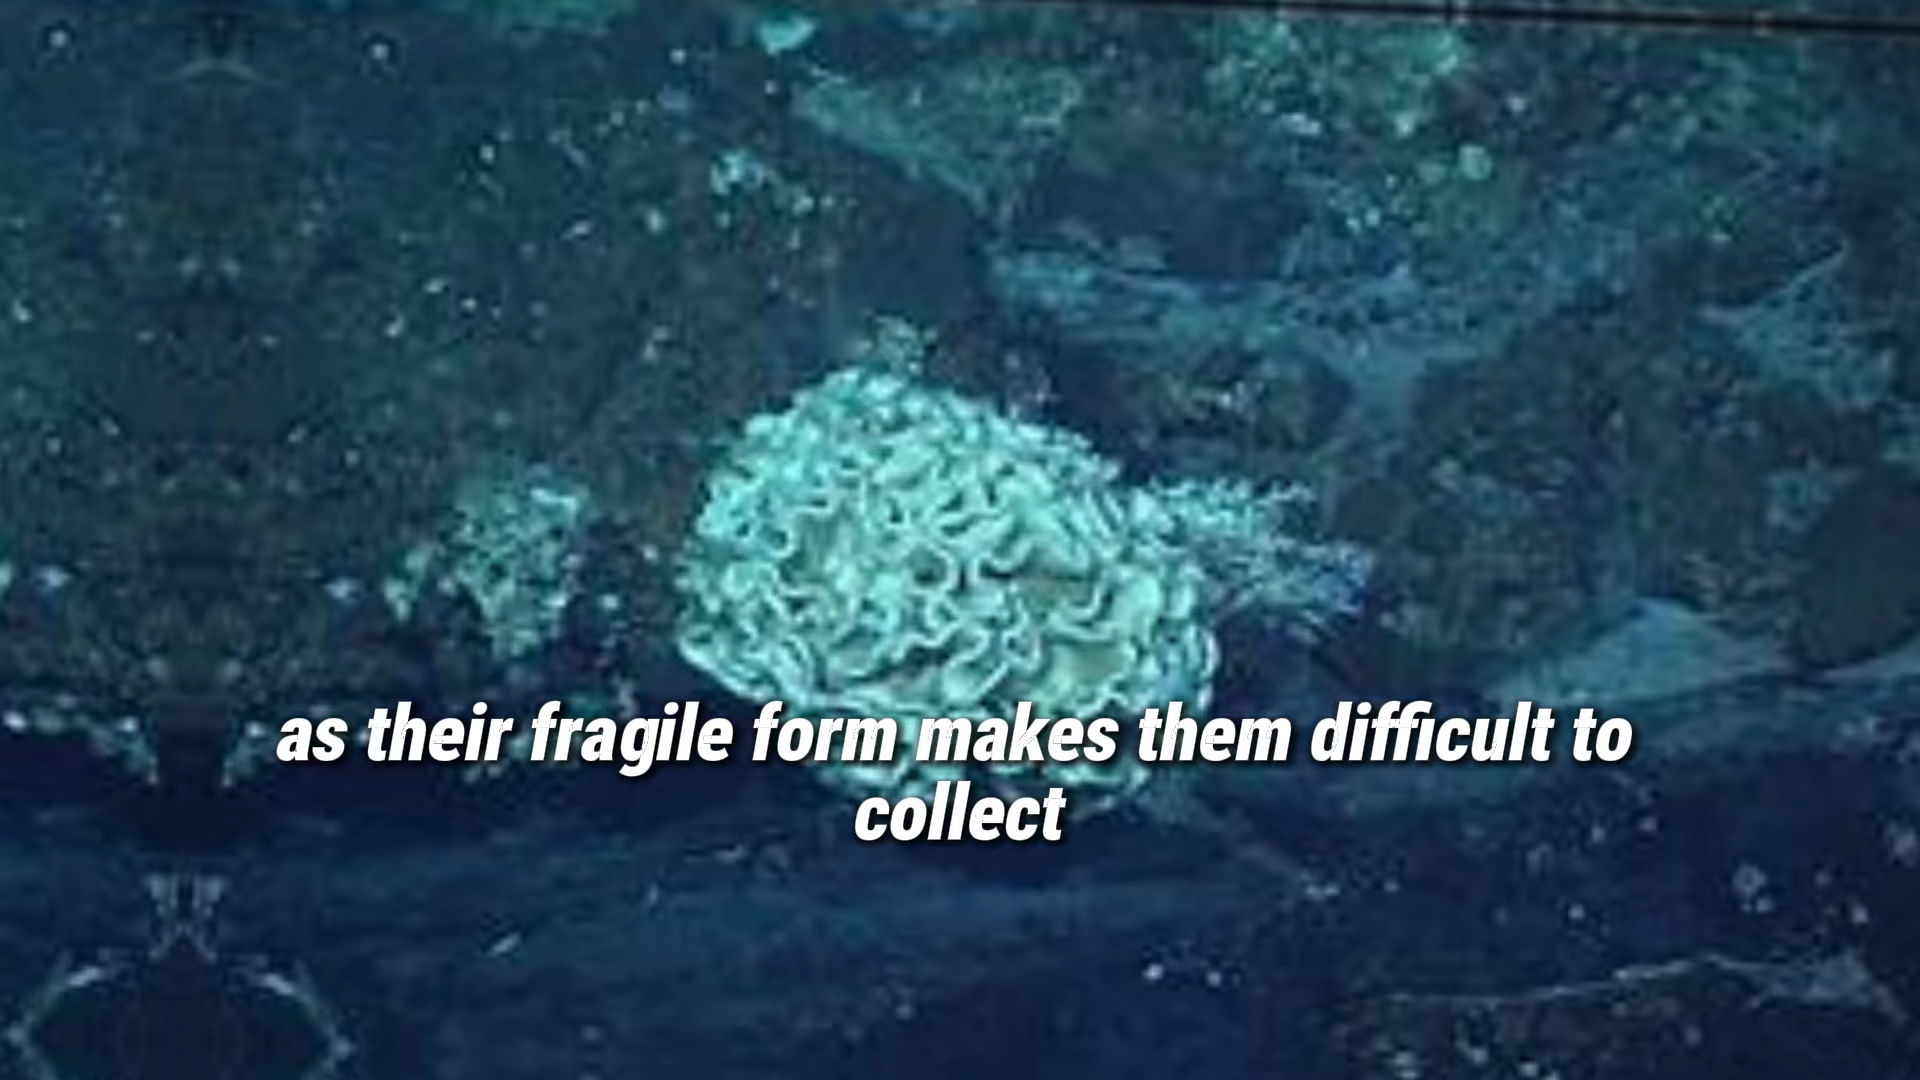 as their fragile form makes them difficult to
collect